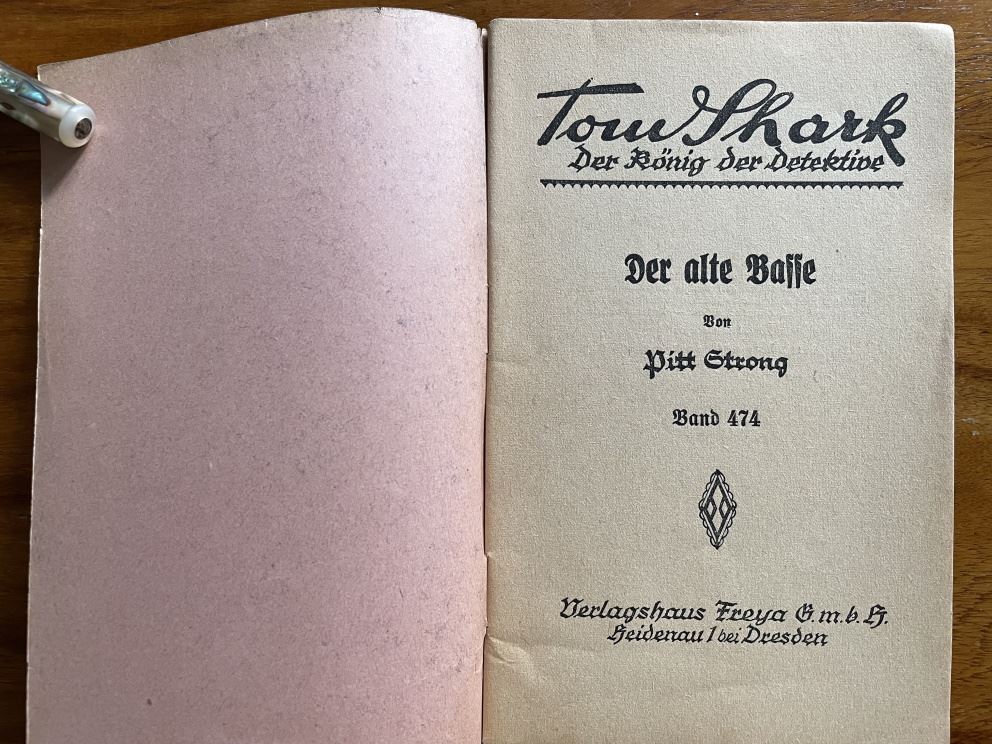 Tom Shark
Der König der Detektive
Der alte Basse
Von
Pitt Strong
Band 474
Verlagshaus Freya G.m.b.H.
Heidenau 1 bei Dresden